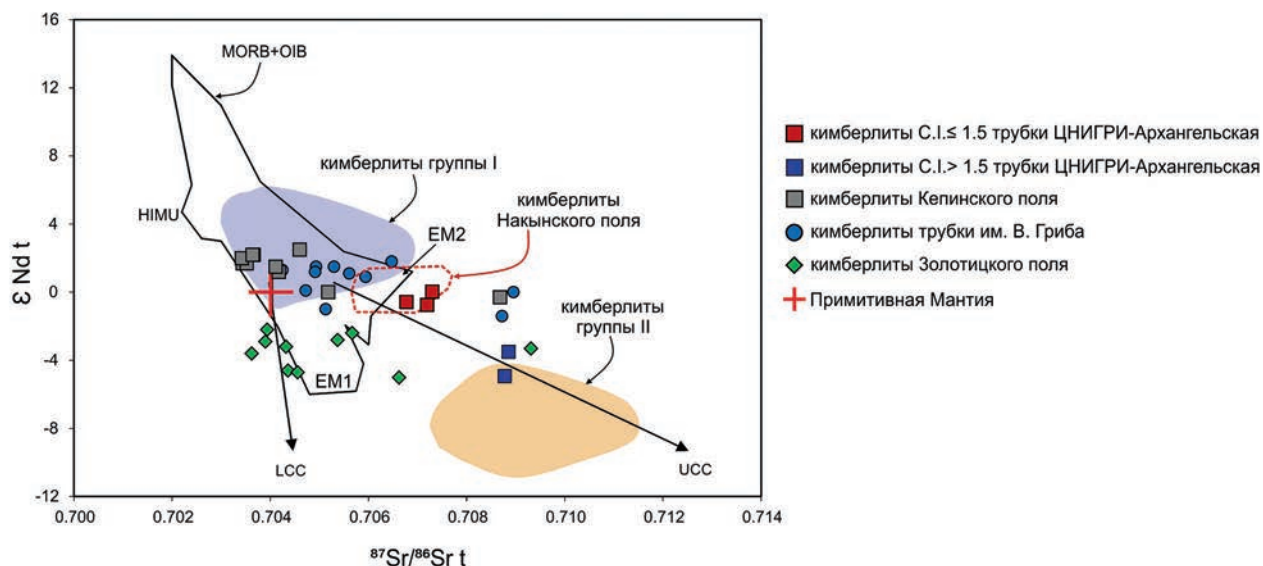 16
12
8
4
0
-4
-8
-12
ℇ Nd t
0.700
0.702
0.704
0.706
0.708
0.710
0.712
0.714
⁸⁷Sr/⁸⁶Sr t
MORB+OIB
кимберлиты группы I
HIMU
EM2
кимберлиты
Накынского поля
кимберлиты
группы II
EM1
LCC
UCC
кимберлиты C.I.≤ 1.5 трубки ЦНИГРИ-Архангельская
кимберлиты C.I.> 1.5 трубки ЦНИГРИ-Архангельская
кимберлиты Кепинского поля
кимберлиты трубки им. В. Гриба
кимберлиты Золотицкого поля
Примитивная Мантия